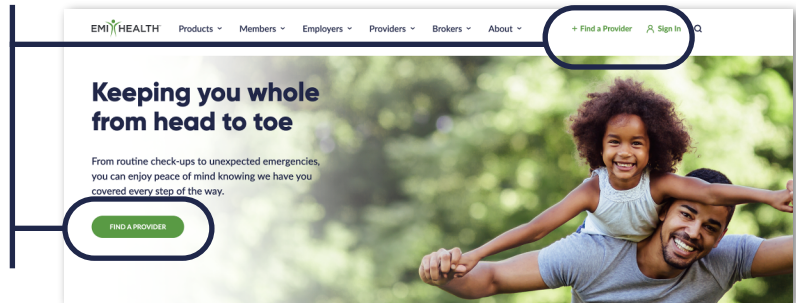 EMI HEALTH Products Members Employers Providers Brokers About + Find a Provider Sign In
Keeping you whole
from head to toe
From routine check-ups to unexpected emergencies,
you can enjoy peace of mind knowing we have you
covered every step of the way.
FIND A PROVIDER